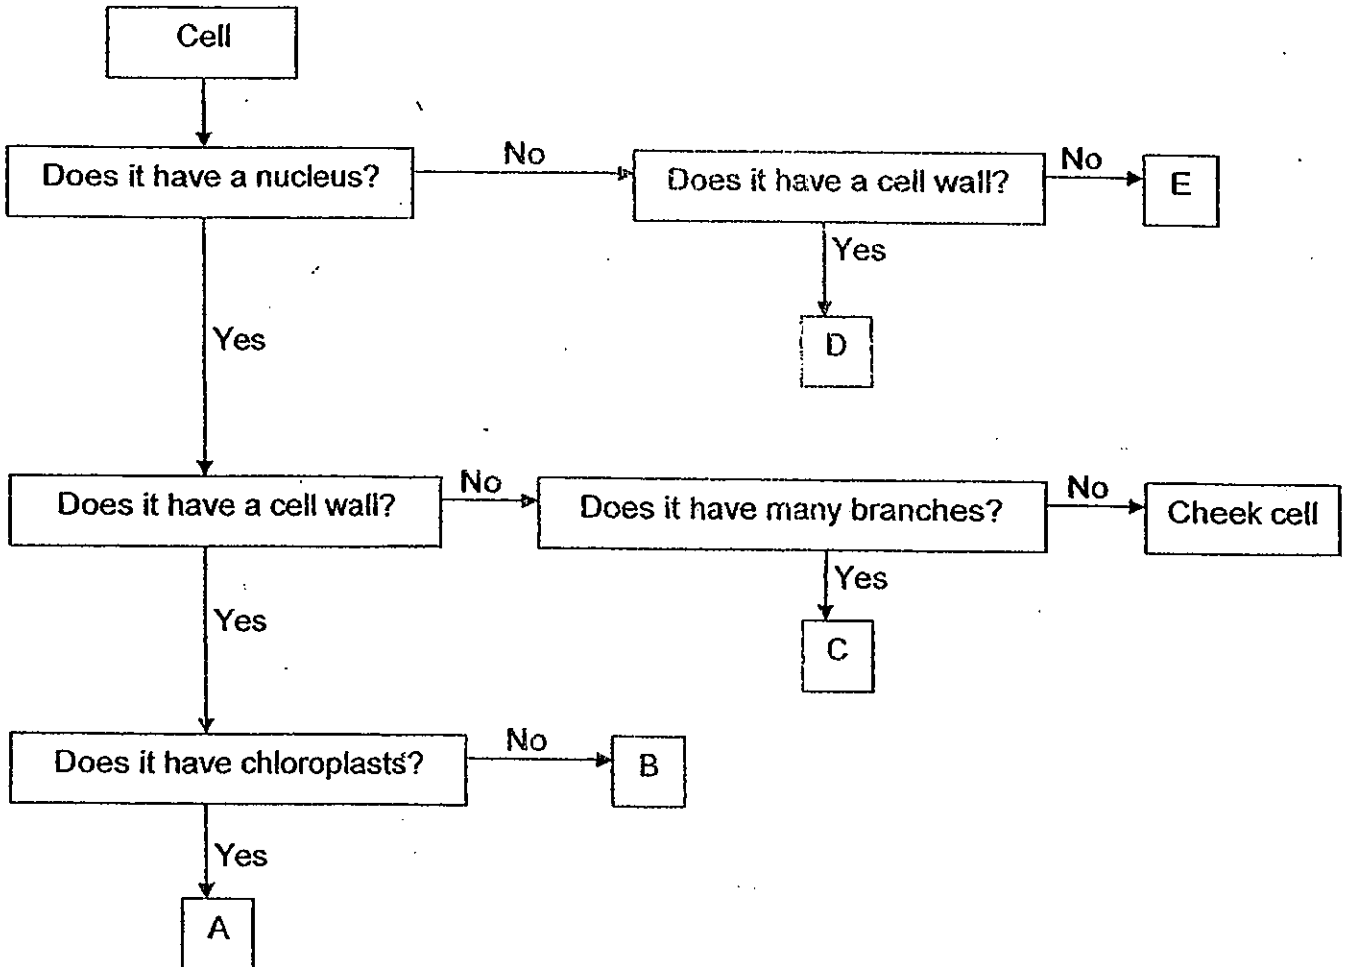 Cell
Does it have a nucleus?
No
Does it have a cell wall?
No
E
Yes
D
Yes
Does it have a cell wall?
No
Does it have many branches?
No
Cheek cell
Yes
C
Yes
Does it have chloroplasts?
No
B
Yes
A